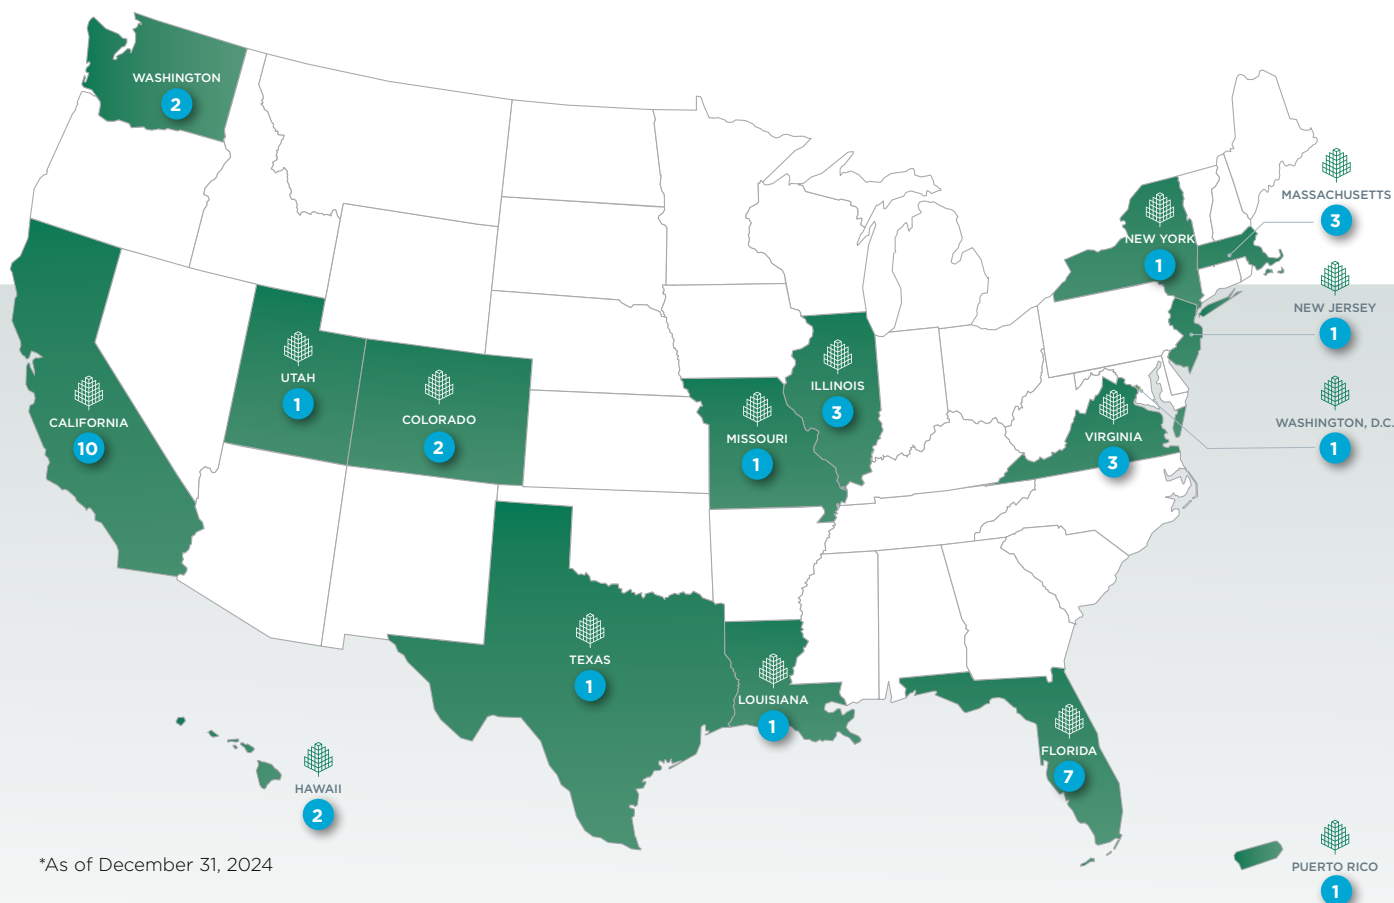 WASHINGTON
2
MASSACHUSETTS
3
NEW YORK
1
NEW JERSEY
1
UTAH
1
COLORADO
2
ILLINOIS
3
CALIFORNIA
10
MISSOURI
1
VIRGINIA
3
WASHINGTON, D.C.
1
TEXAS
1
LOUISIANA
1
FLORIDA
7
HAWAII
2
*As of December 31, 2024
PUERTO RICO
1